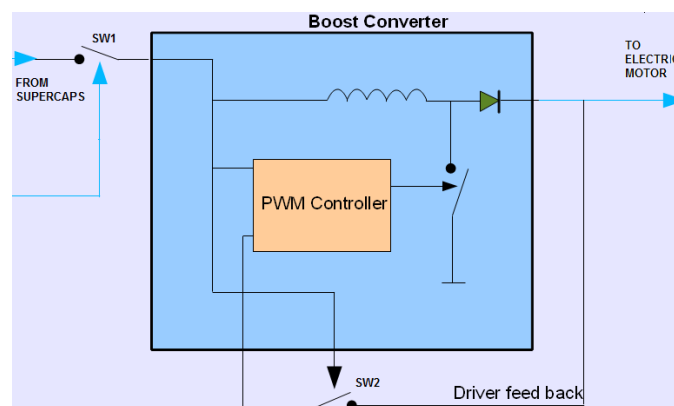 Boost Converter
SW1
FROM
SUPERCAPS
TO
ELECTRIC
MOTOR
PWM Controller
SW2
Driver feed back